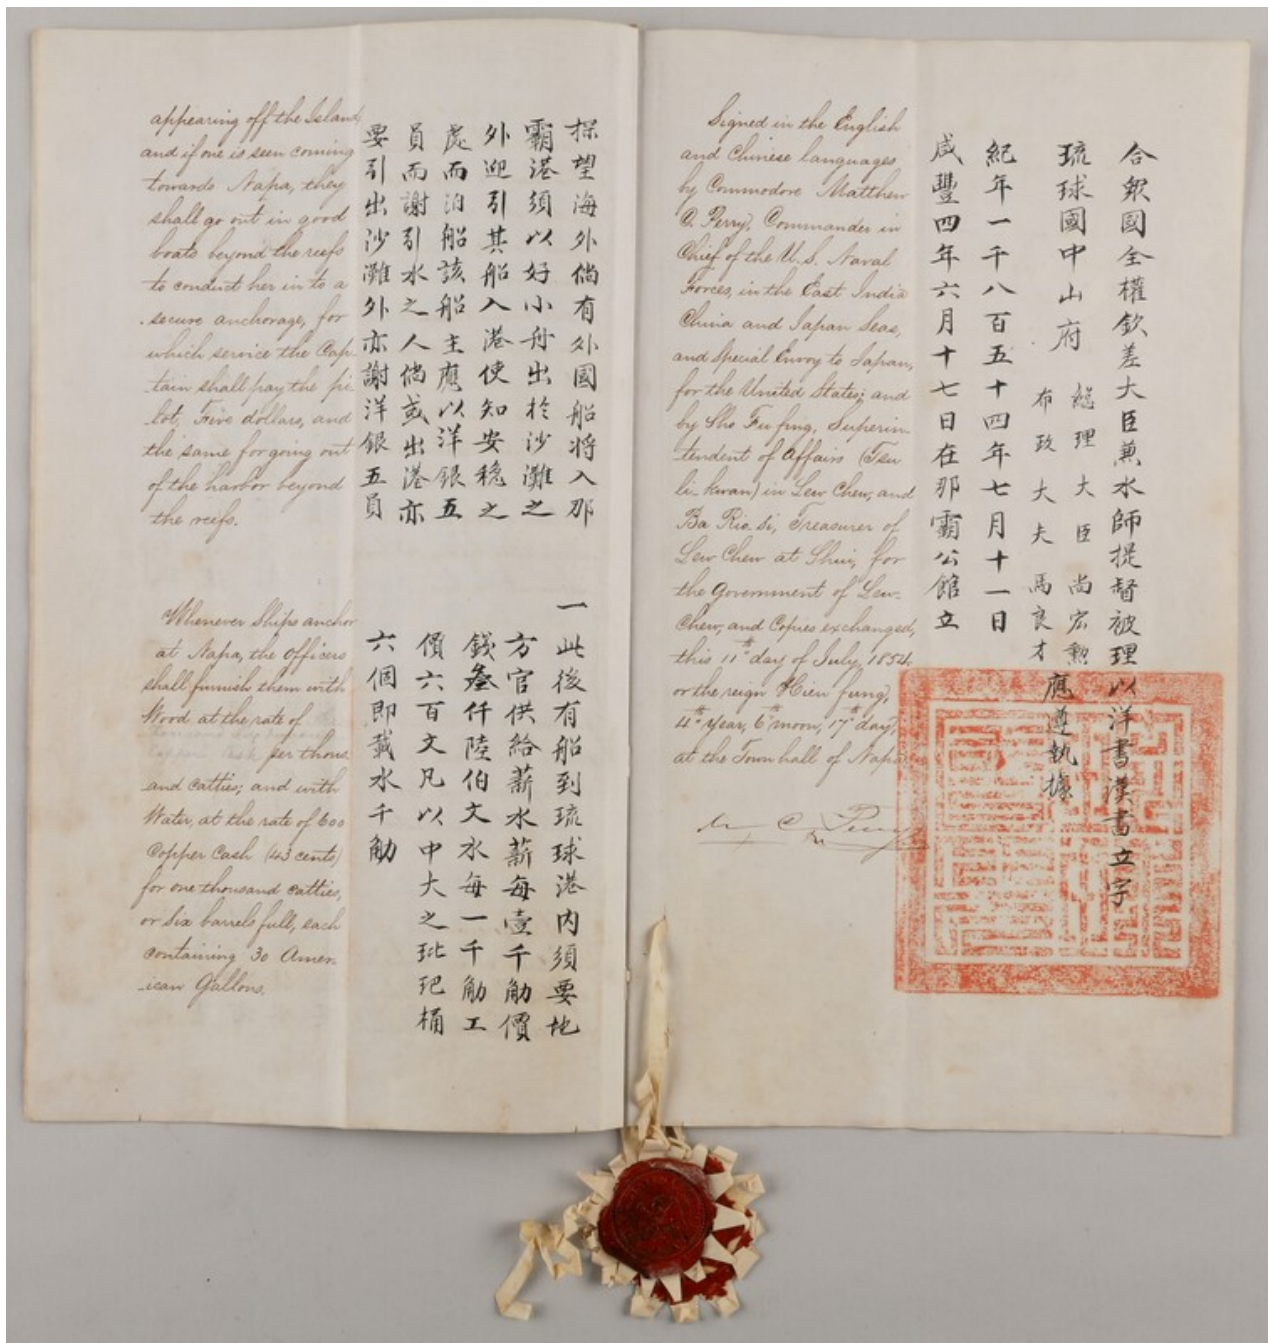 appearing off the Island,
and if one is seen coming
towards Napa, they
shall go out in good
boats beyond the reefs
to conduct her in to a
secure anchorage, for
which service the Cap-
tain shall pay the pi-
lot, Five dollars, and
the same for going out
of the harbor beyond
the reefs.
探望海外倘有外國船将入那
霸港須以好小舟出於沙灘之
外迎引其船入港使知安穏之
處而泊船該船主應以洋銀五
員而謝引水之人倘或出港亦
要引出沙灘外亦謝洋銀五員
Whenever Ships anchor
at Napa, the Officers
shall furnish them with
Wood at the rate of
per thous
and Catties; and with
Water, at the rate of 600
Copper Cash (43 cents)
for one thousand Catties,
or Six barrels full, each
containing 30 Amer-
-ican Gallons.
一此後有船到琉球港内須要地
方官供給薪水薪每壹千觔價
錢叄仟陸伯文水每一千觔工
價六百文凡以中大之玭玘桶
六個即載水千觔
Signed in the English
and Chinese languages
by Commodore Matthew
C. Perry, Commander in
Chief of the U.S. Naval
Forces, in the East India
China and Japan Seas,
and Special Envoy to Japan,
for the United States; and
by Sho Fu fing, Superin-
tendent of Affairs (Tsu
li-kwan) in Lew Chew, and
Ba Rio-si, Treasurer of
Lew Chew at Shui, for
the Government of Lew-
Chew, and Copies exchanged,
this 11th day of July, 1854.
or the reign Hien fung,
4th Year, 6th moon, 17th day,
at the Town hall of Napa.
M C Perry
合衆國全權欽差大臣兼水師提督被理以洋書漢書立字
琉球國中山府
總理大臣尚宏勲
布政大夫馬良才
應遵執據
紀年一千八百五十四年七月十一日
咸豐四年六月十七日在那霸公館立